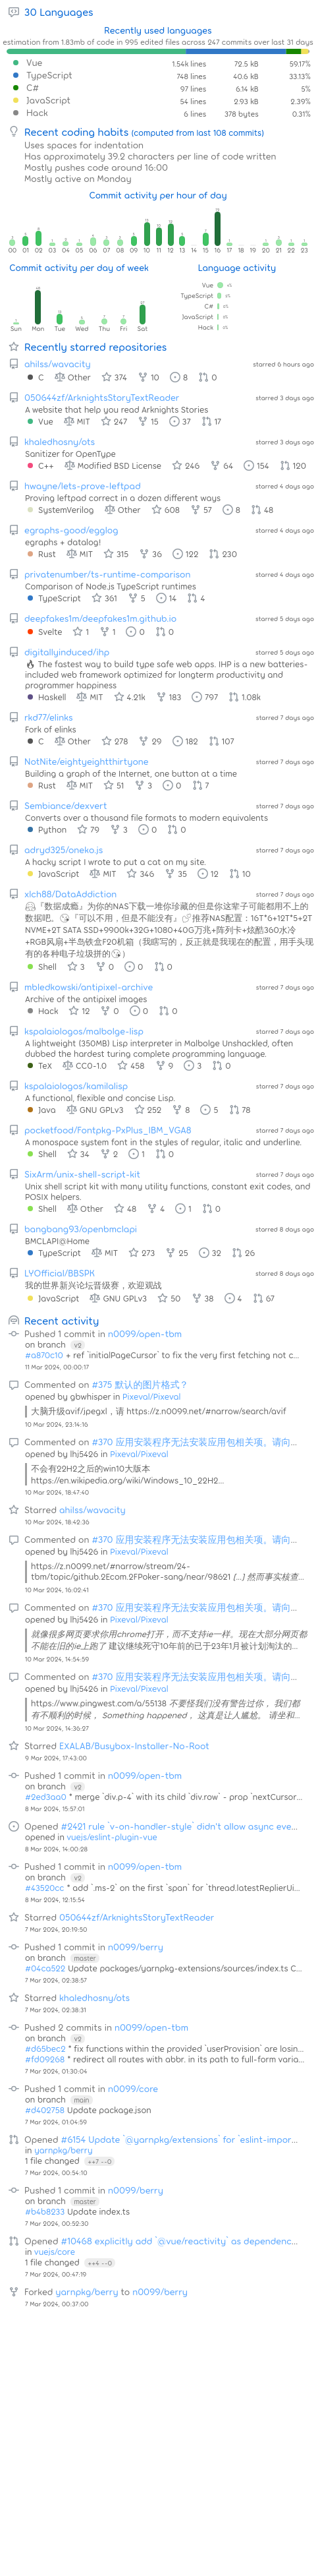 30 Languages
Recently used languages
estimation from 1.83mb of code in 995 edited files across 247 commits over last 31 days
Vue 1.54k lines 72.5 kB 59.17%
TypeScript 748 lines 40.6 kB 33.13%
C# 97 lines 6.14 kB 5%
JavaScript 54 lines 2.93 kB 2.39%
Hack 6 lines 378 bytes 0.31%
Recent coding habits (computed from last 108 commits)
Uses spaces for indentation
Has approximately 39.2 characters per line of code written
Mostly pushes code around 16:00
Mostly active on Monday
Commit activity per hour of day
00 01 02 03 04 05 06 07 08 09 10 11 12 13 14 15 16 17 18 19 20 21 22 23
Commit activity per day of week
Sun Mon Tue Wed Thu Fri Sat
Language activity
Vue
TypeScript
C#
JavaScript
Hack
Recently starred repositories
ahilss/wavacity starred 6 hours ago
C Other 374 10 8 0
050644zf/ArknightsStoryTextReader starred 3 days ago
A website that help you read Arknights Stories
Vue MIT 247 15 37 17
khaledhosny/ots starred 3 days ago
Sanitizer for OpenType
C++ Modified BSD License 246 64 154 120
hwayne/lets-prove-leftpad starred 4 days ago
Proving leftpad correct in a dozen different ways
SystemVerilog Other 608 57 8 48
egraphs-good/egglog starred 4 days ago
egraphs + datalog!
Rust MIT 315 36 122 230
privatenumber/ts-runtime-comparison starred 4 days ago
Comparison of Node.js TypeScript runtimes
TypeScript 361 5 14 4
deepfakes1m/deepfakes1m.github.io starred 5 days ago
Svelte 1 1 0 0
digitallyinduced/ihp starred 5 days ago
🔥 The fastest way to build type safe web apps. IHP is a new batteries-
included web framework optimized for longterm productivity and
programmer happiness
Haskell MIT 4.21k 183 797 1.08k
rkd77/elinks starred 7 days ago
Fork of elinks
C Other 278 29 182 107
NotNite/eightyeightthirtyone starred 7 days ago
Building a graph of the Internet, one button at a time
Rust MIT 51 3 0 7
Sembiance/dexvert starred 7 days ago
Converts over a thousand file formats to modern equivalents
Python 79 3 0 0
adryd325/oneko.js starred 7 days ago
A hacky script I wrote to put a cat on my site.
JavaScript MIT 346 35 12 10
xlch88/DataAddiction starred 7 days ago
『数据成瘾』为你的NAS下载一堆你珍藏的但是你这辈子可能都用不上的
数据吧。😘『可以不用，但是不能没有』推荐NAS配置：16T*6+12T*5+2T
NVME+2T SATA SSD+9900k+32G+1080+40G万兆+阵列卡+炫酷360水冷
+RGB风扇+半岛铁盒F20机箱（我瞎写的，反正就是我现在的配置，用手头现
有的各种电子垃圾拼的😘）
Shell 3 0 0 0
mbledkowski/antipixel-archive starred 7 days ago
Archive of the antipixel images
Hack 12 0 0 0
kspalaiologos/malbolge-lisp starred 7 days ago
A lightweight (350MB) Lisp interpreter in Malbolge Unshackled, often
dubbed the hardest turing complete programming language.
TeX CC0-1.0 458 9 3 0
kspalaiologos/kamilalisp starred 7 days ago
A functional, flexible and concise Lisp.
Java GNU GPLv3 252 8 5 78
pocketfood/Fontpkg-PxPlus_IBM_VGA8 starred 7 days ago
A monospace system font in the styles of regular, italic and underline.
Shell 34 2 1 0
SixArm/unix-shell-script-kit starred 7 days ago
Unix shell script kit with many utility functions, constant exit codes, and
POSIX helpers.
Shell Other 48 4 1 0
bangbang93/openbmclapi starred 8 days ago
BMCLAPI@Home
TypeScript MIT 273 25 32 26
LYOfficial/BBSPK starred 8 days ago
我的世界新兴论坛晋级赛，欢迎观战
JavaScript GNU GPLv3 50 38 4 67
Recent activity
Pushed 1 commit in n0099/open-tbm
on branch v2
#a870c10 + ref `initialPageCursor` to fix the very first fetching not c...
11 Mar 2024, 00:00:17
Commented on #375 默认的图片格式？
opened by gbwhisper in Pixeval/Pixeval
大脑升级avif/jpegxl，请 https://z.n0099.net/#narrow/search/avif
10 Mar 2024, 23:14:16
Commented on #370 应用安装程序无法安装应用包相关项。请向...
opened by lhj5426 in Pixeval/Pixeval
不会有22H2之后的win10大版本
https://en.wikipedia.org/wiki/Windows_10_22H2...
10 Mar 2024, 18:47:40
Starred ahilss/wavacity
10 Mar 2024, 18:42:36
Commented on #370 应用安装程序无法安装应用包相关项。请向...
opened by lhj5426 in Pixeval/Pixeval
https://z.n0099.net/#narrow/stream/24-
tbm/topic/github.2Ecom.2FPoker-sang/near/98621 [...] 然而事实核查...
10 Mar 2024, 16:02:41
Commented on #370 应用安装程序无法安装应用包相关项。请向...
opened by lhj5426 in Pixeval/Pixeval
就像很多网页要求你用chrome打开，而不支持ie一样。现在大部分网页都
不能在旧的ie上跑了 建议继续死守10年前的已于23年1月被计划淘汰的...
10 Mar 2024, 14:54:59
Commented on #370 应用安装程序无法安装应用包相关项。请向...
opened by lhj5426 in Pixeval/Pixeval
https://www.pingwest.com/a/55138 不要怪我们没有警告过你， 我们都
有不顺利的时候， Something happened， 这真是让人尴尬。 请坐和...
10 Mar 2024, 14:36:27
Starred EXALAB/Busybox-Installer-No-Root
9 Mar 2024, 17:43:00
Pushed 1 commit in n0099/open-tbm
on branch v2
#2ed3aa0 * merge `div.p-4` with its child `div.row` - prop `nextCursor...
8 Mar 2024, 15:57:01
Opened #2421 rule `v-on-handler-style` didn't allow async eve...
opened in vuejs/eslint-plugin-vue
8 Mar 2024, 14:00:28
Pushed 1 commit in n0099/open-tbm
on branch v2
#43520cc * add `.ms-2` on the first `span` for `thread.latestReplierUi...
8 Mar 2024, 12:15:54
Starred 050644zf/ArknightsStoryTextReader
7 Mar 2024, 20:19:50
Pushed 1 commit in n0099/berry
on branch master
#04ca522 Update packages/yarnpkg-extensions/sources/index.ts C...
7 Mar 2024, 02:38:57
Starred khaledhosny/ots
7 Mar 2024, 02:38:31
Pushed 2 commits in n0099/open-tbm
on branch v2
#d65bec2 * fix functions within the provided `userProvision` are losin...
#fd09268 * redirect all routes with abbr. in its path to full-form varia...
7 Mar 2024, 01:30:04
Pushed 1 commit in n0099/core
on branch main
#d402758 Update package.json
7 Mar 2024, 01:04:59
Opened #6154 Update `@yarnpkg/extensions` for `eslint-impor...
in yarnpkg/berry
1 file changed ++7 --0
7 Mar 2024, 00:54:10
Pushed 1 commit in n0099/berry
on branch master
#b4b8233 Update index.ts
7 Mar 2024, 00:52:30
Opened #10468 explicitly add `@vue/reactivity` as dependenc...
in vuejs/core
1 file changed ++4 --0
7 Mar 2024, 00:47:19
Forked yarnpkg/berry to n0099/berry
7 Mar 2024, 00:37:00